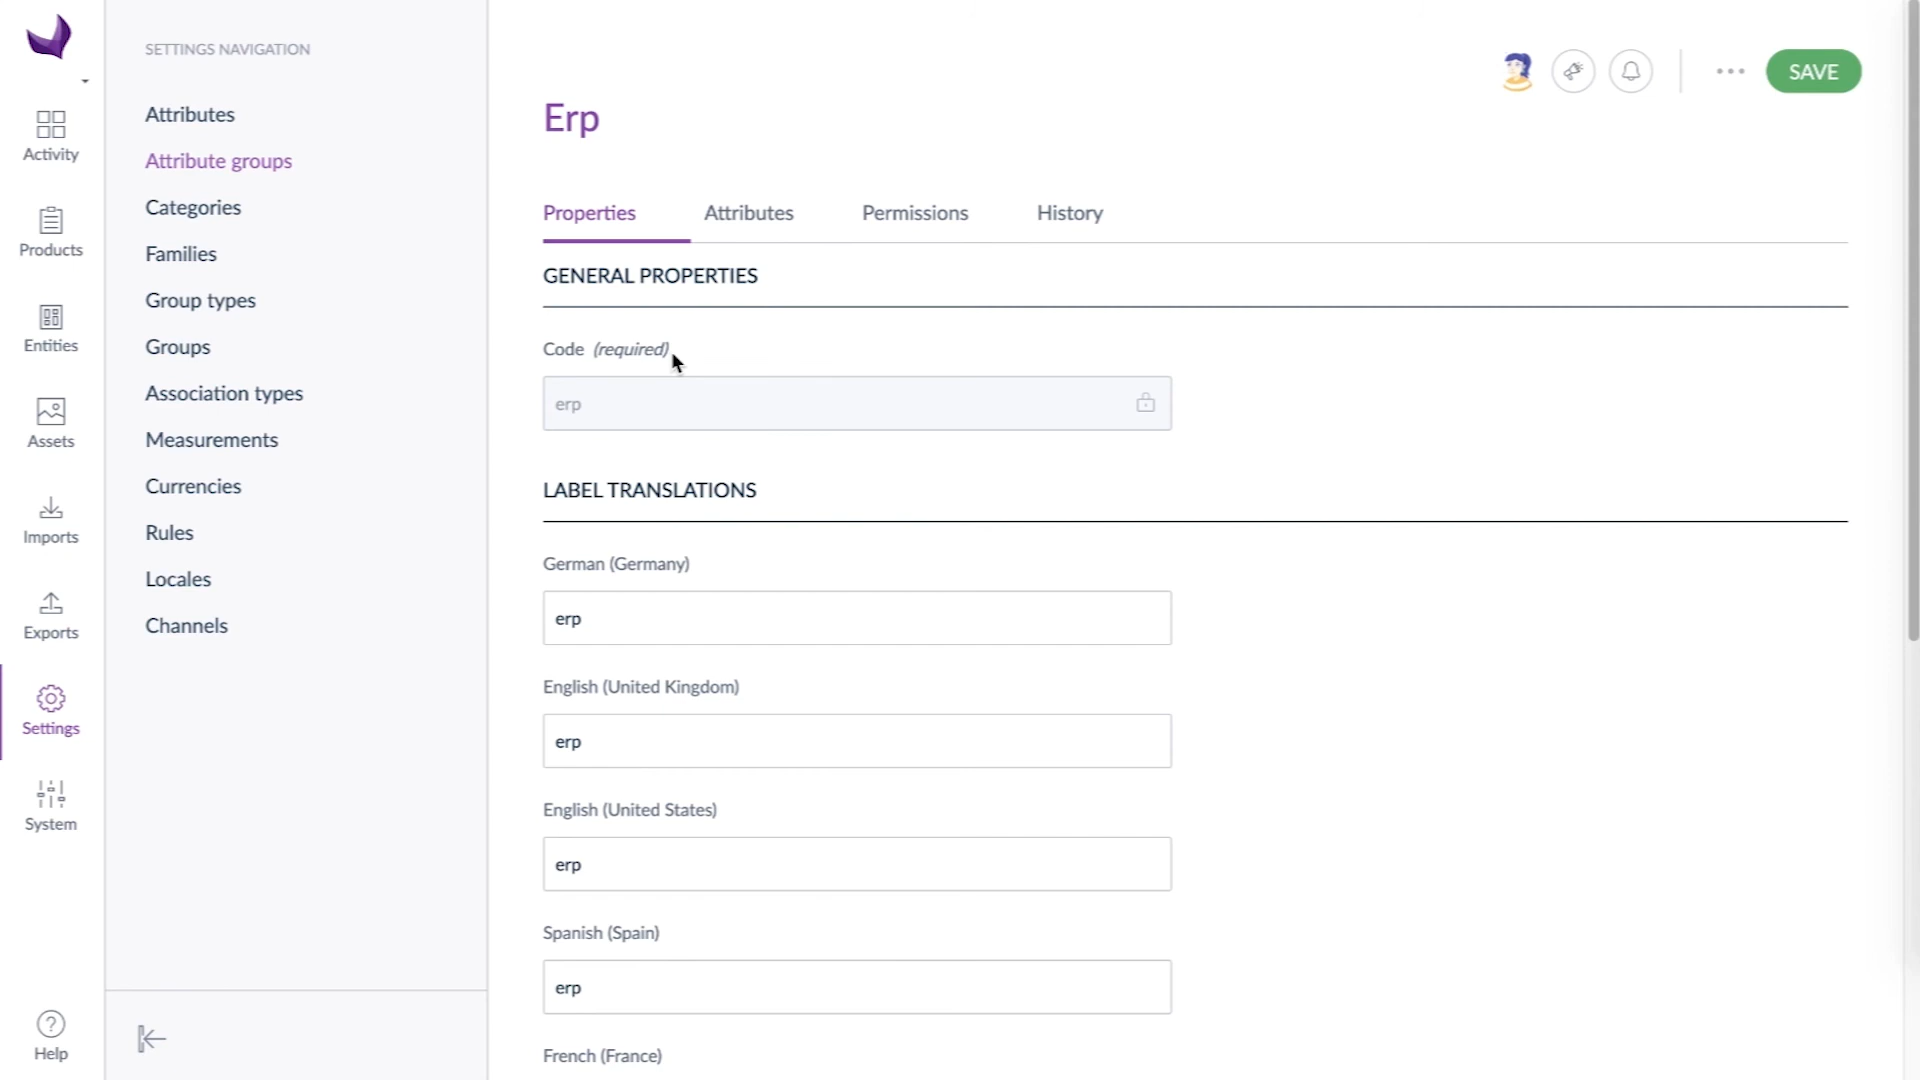 SETTINGS NAVIGATION
Attributes
Attribute groups
Categories
Families
Group types
Groups
Association types
Measurements
Currencies
Rules
Locales
Channels
Activity
Products
Entities
Assets
Imports
Exports
Settings
System
Help
SAVE
Erp
Properties Attributes Permissions History
GENERAL PROPERTIES
Code (required)
erp
LABEL TRANSLATIONS
German (Germany)
erp
English (United Kingdom)
erp
English (United States)
erp
Spanish (Spain)
erp
French (France)